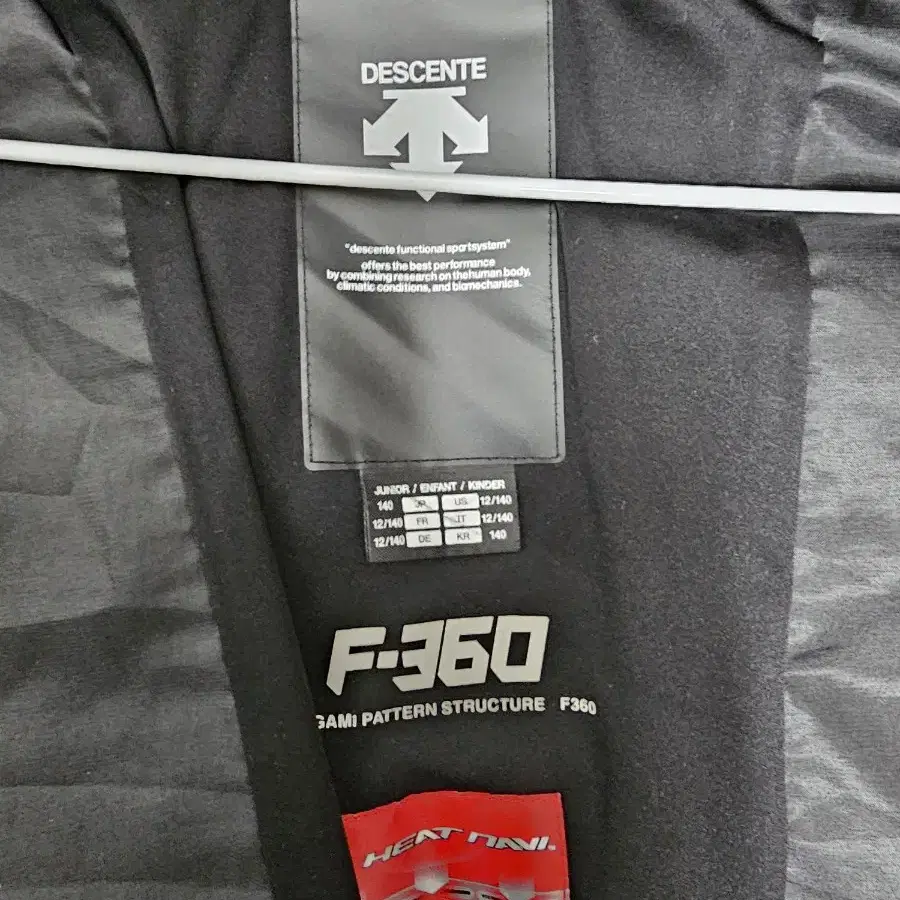 DESCENTE
"descente functional sportsystem"
offers the best performance
by combining research on the human body,
climatic conditions, and biomechanics.
JUNIOR / ENFANT / KINDER
140 JP US 12/140
12/140 FR IT 12/140
12/140 DE KR 140
F-360
GAMI PATTERN STRUCTURE F360
HEAT NAVI.